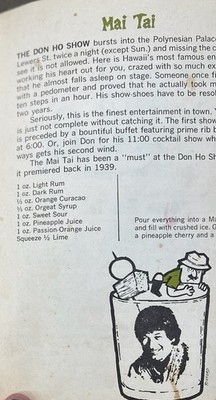 Mai Tai
THE DON HO SHOW bursts into the Polynesian Palace
Lewers St. twice a night (except Sun.) and missing the
see it is not allowed. Here is Hawaii's most famous en
working his heart out for you, crazed with so much ex
that he almost falls asleep on stage. Someone once fi
with a pedometer and proved that he actually took m
ten steps in an hour. His show-shoes have to be resol
two years.
Seriously, this is the finest entertainment in town.
is just not complete without catching it. The first show
is preceded by a bountiful buffet featuring prime rib b
at 6:00. Or, join Don for his 11:00 cocktail show wh
ways gets his second wind.
The Mai Tai has been a "must" at the Don Ho Sh
it premiered back in 1939.
1 oz. Light Rum
1 oz. Dark Rum
½ oz. Orange Curacao
½ oz. Orgeat Syrup
1 oz. Sweet Sour
1 oz. Pineapple Juice
1 oz. Passion-Orange Juice
Squeeze ½ Lime
Pour everything into a Ma
and fill with crushed ice. G
a pineapple cherry and a